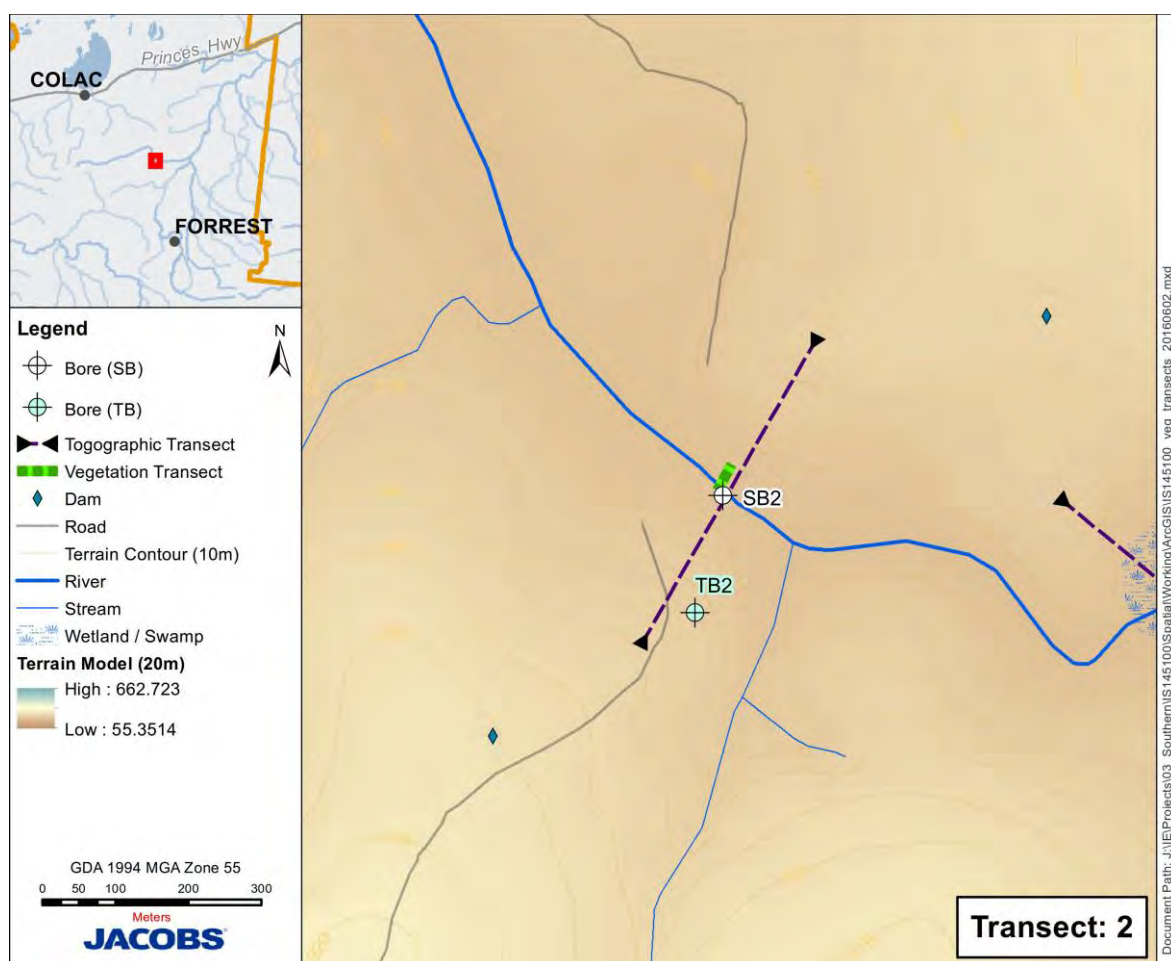 Princes Hwy
COLAC
FORREST
Legend
N
Bore (SB)
Bore (TB)
Togographic Transect
Vegetation Transect
Dam
Road
Terrain Contour (10m)
River
Stream
Wetland / Swamp
Terrain Model (20m)
High : 662.723
Low : 55.3514
GDA 1994 MGA Zone 55
0 50 100 200 300
Meters
JACOBS®
SB2
TB2
Transect: 2
Document Path: J:\IE\Projects\03_Southern\IS145100\Spatial\Working\ArcGIS\IS145100_veg_transects_20160602.mxd